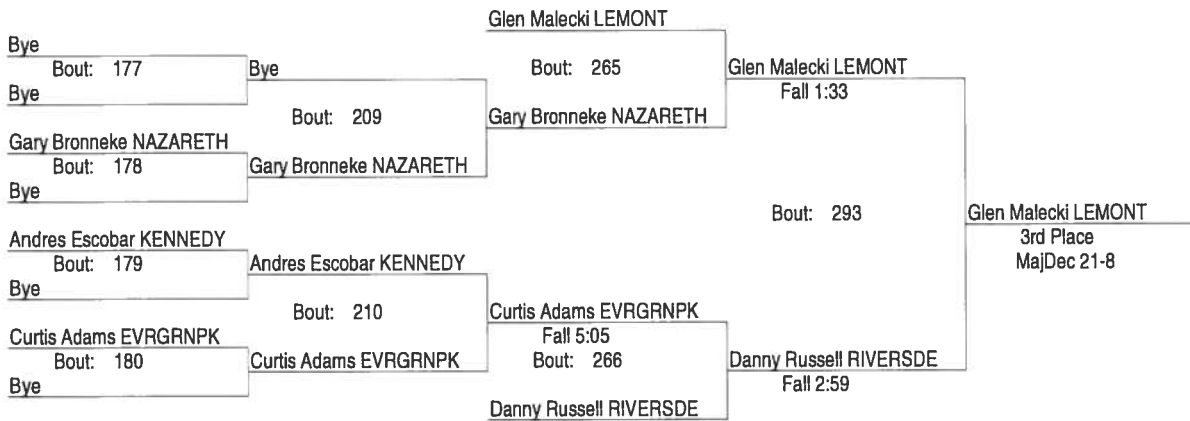 Glen Malecki LEMONT
Bye
Bout: 177
Bye
Bout: 265
Glen Malecki LEMONT
Fall 1:33
Bye
Bout: 209
Gary Bronneke NAZARETH
Gary Bronneke NAZARETH
Bout: 178
Gary Bronneke NAZARETH
Bye
Bout: 293
Glen Malecki LEMONT
3rd Place
MajDec 21-8
Andres Escobar KENNEDY
Bout: 179
Andres Escobar KENNEDY
Bye
Bout: 210
Curtis Adams EVRGRNPK
Fall 5:05
Curtis Adams EVRGRNPK
Bout: 180
Curtis Adams EVRGRNPK
Bout: 266
Danny Russell RIVERSDE
Fall 2:59
Bye
Danny Russell RIVERSDE